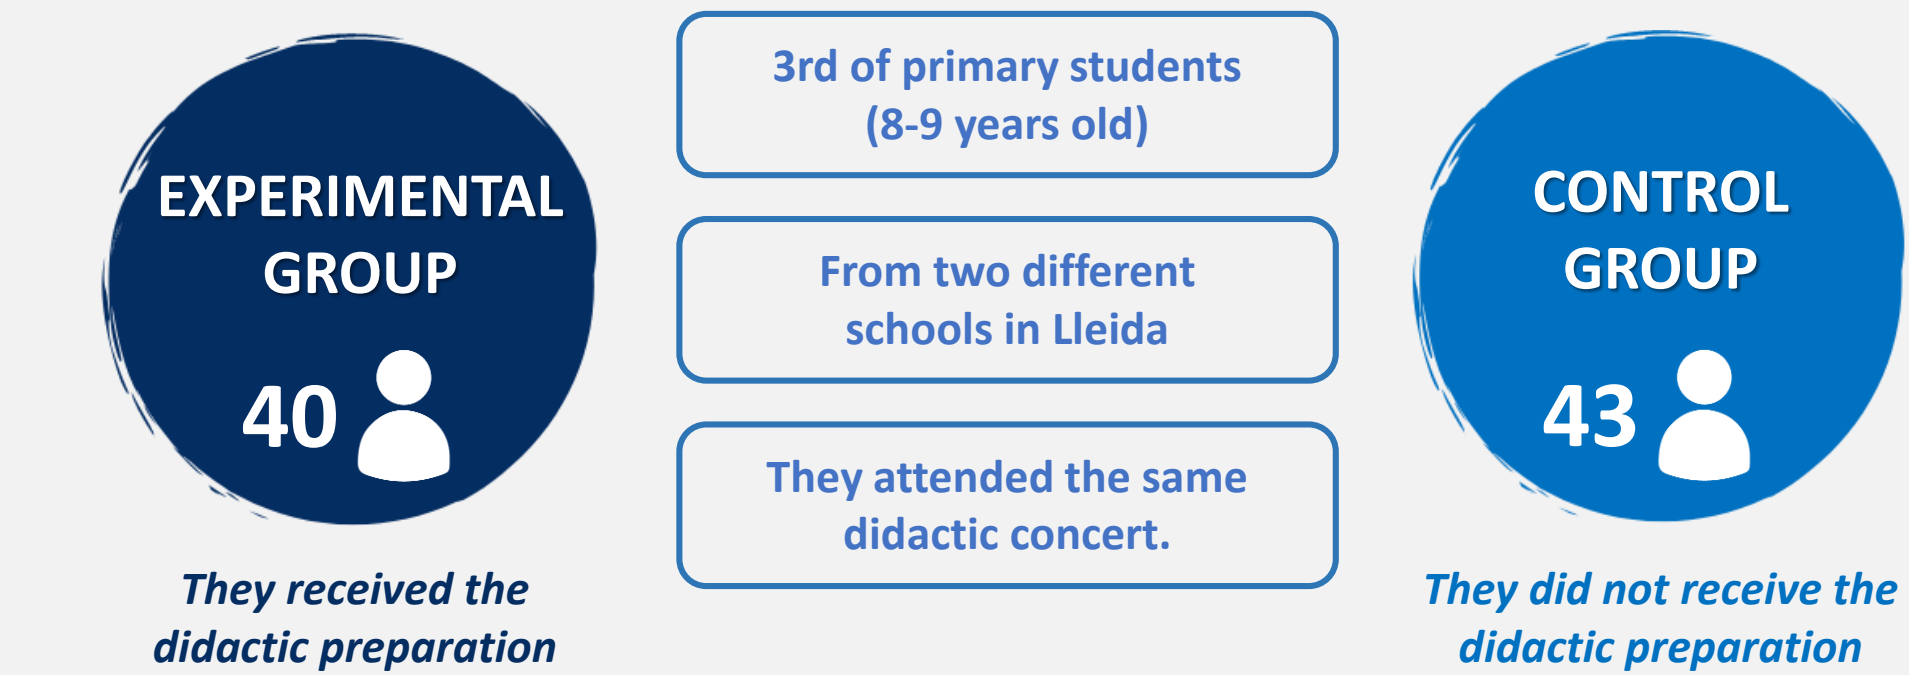 EXPERIMENTAL
GROUP
40
They received the
didactic preparation
3rd of primary students
(8-9 years old)
From two different
schools in Lleida
They attended the same
didactic concert.
CONTROL
GROUP
43
They did not receive the
didactic preparation